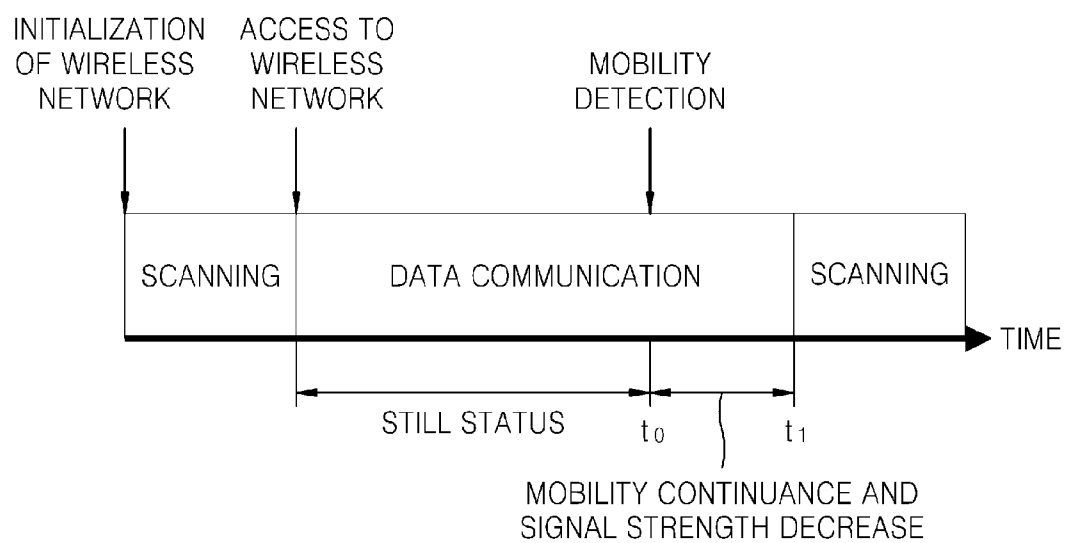 INITIALIZATION
OF WIRELESS
NETWORK
ACCESS TO
WIRELESS
NETWORK
MOBILITY
DETECTION
SCANNING
DATA COMMUNICATION
SCANNING
TIME
STILL STATUS
t0
t1
MOBILITY CONTINUANCE AND
SIGNAL STRENGTH DECREASE